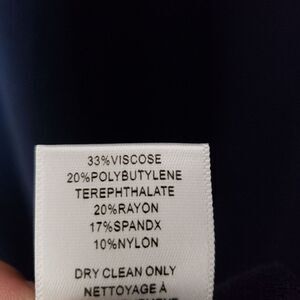 33%VISCOSE
20%POLYBUTYLENE
TEREPHTHALATE
20%RAYON
17%SPANDX
10%NYLON
DRY CLEAN ONLY
NETTOYAGE À